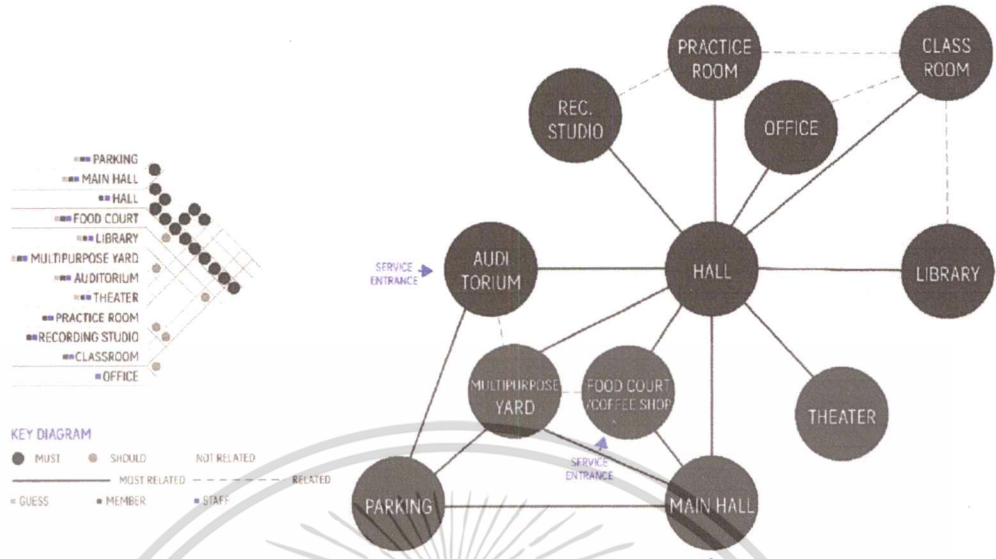 PARKING
MAIN HALL
HALL
FOOD COURT
LIBRARY
MULTIPURPOSE YARD
AUDITORIUM
THEATER
PRACTICE ROOM
RECORDING STUDIO
CLASSROOM
OFFICE
KEY DIAGRAM
MUST SHOULD NOT RELATED
MOST RELATED RELATED
GUESS MEMBER STAFF
PRACTICE
ROOM
CLASS
ROOM
REC.
STUDIO
OFFICE
SERVICE
ENTRANCE
AUDI
TORIUM
HALL
LIBRARY
MULTIPURPOSE
YARD
FOOD COURT
/COFFEE SHOP
THEATER
SERVICE
ENTRANCE
PARKING
MAIN HALL